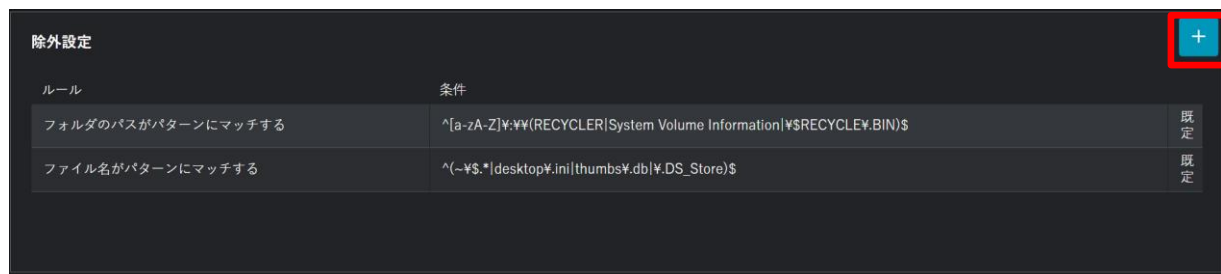 除外設定
+
ルール 条件
フォルダのパスがパターンにマッチする ^[a-zA-Z]¥:¥¥(RECYCLER|System Volume Information|¥$RECYCLE¥.BIN)$ 既定
ファイル名がパターンにマッチする ^(~¥$.*|desktop¥.ini|thumbs¥.db|¥.DS_Store)$ 既定